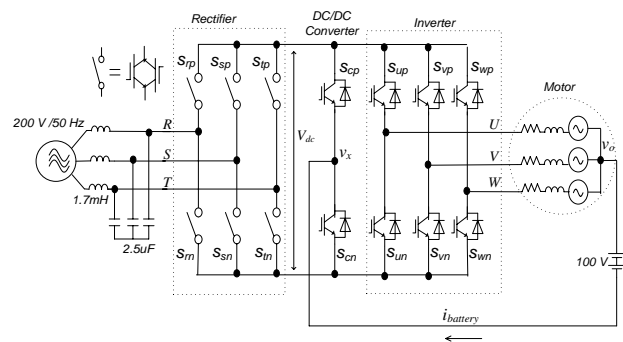 Rectifier
DC/DC
Converter
Inverter
Motor
Srp
Ssp
Stp
Scp
Sup
Svp
Swp
=
200 V /50 Hz
R
S
T
Vdc
vx
U
V
W
vo
1.7mH
2.5uF
Srn
Ssn
Stn
Scn
Sun
Svn
Swn
100 V
ibattery